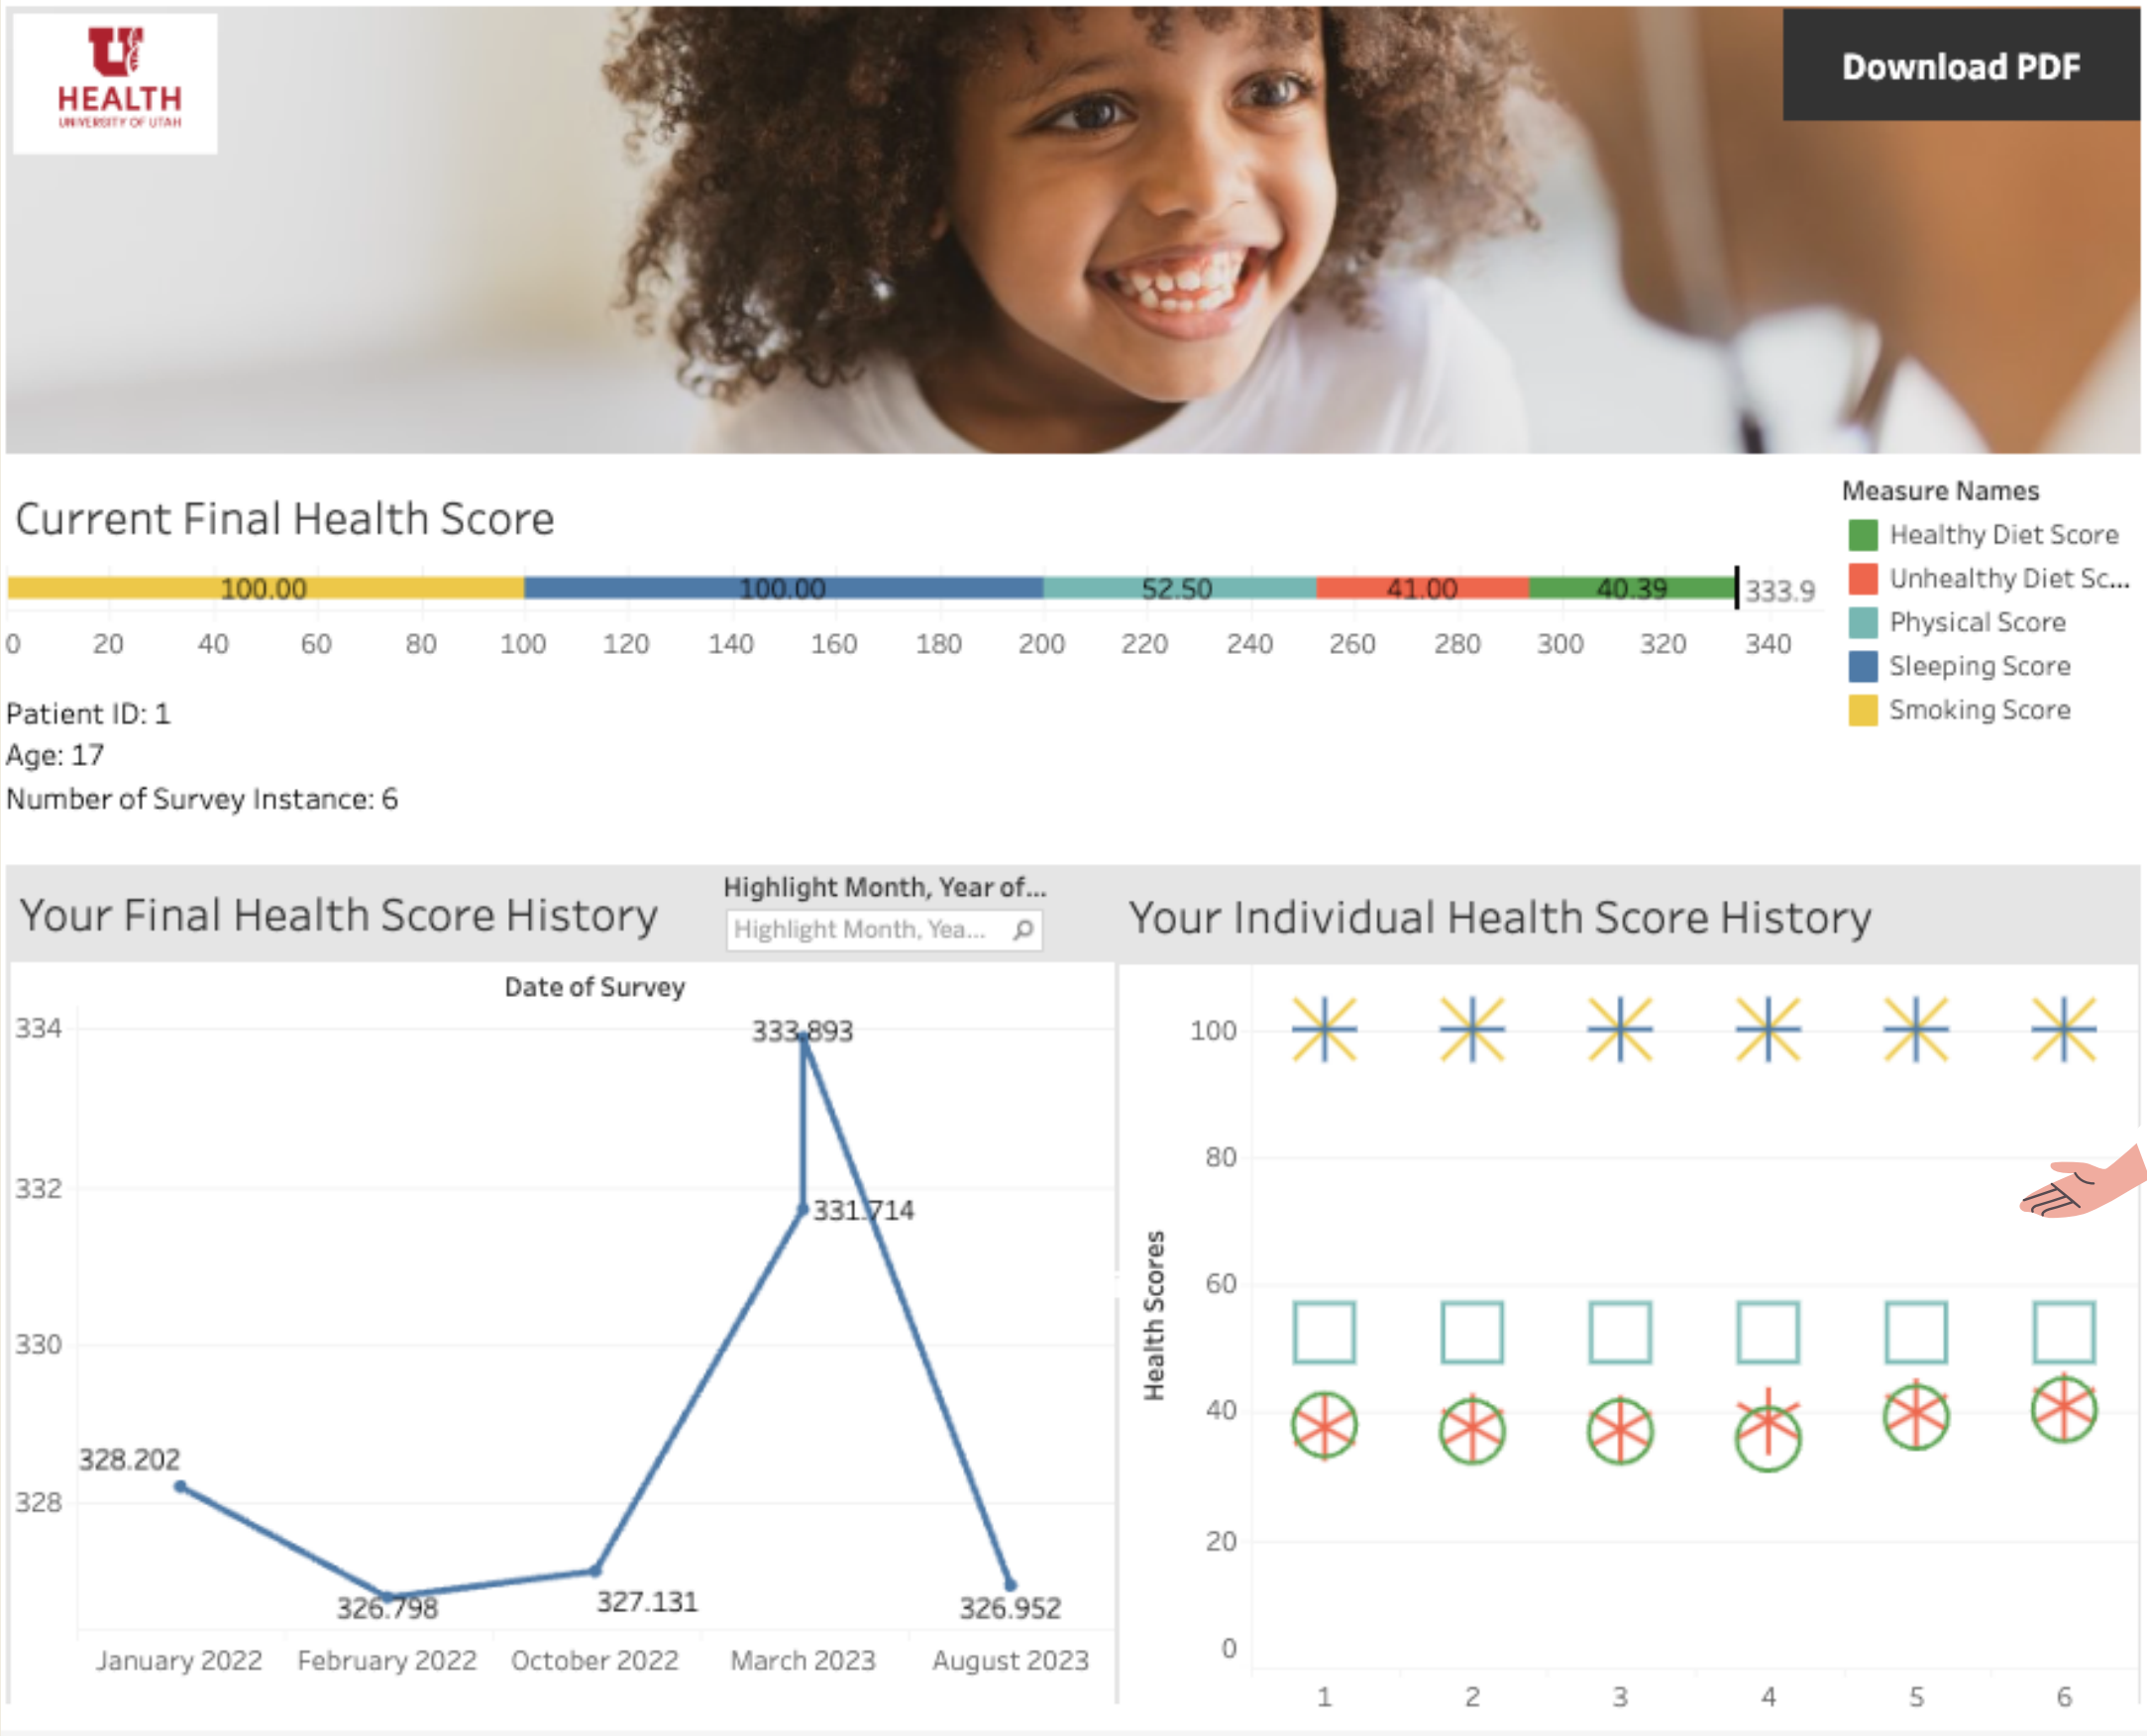 HEALTH
UNIVERSITY OF UTAH
Download PDF
Current Final Health Score
100.00 100.00 52.50 41.00 40.39 333.9
0 20 40 60 80 100 120 140 160 180 200 220 240 260 280 300 320 340
Measure Names
Healthy Diet Score
Unhealthy Diet Sc...
Physical Score
Sleeping Score
Smoking Score
Patient ID: 1
Age: 17
Number of Survey Instance: 6
Your Final Health Score History
Highlight Month, Year of...
Highlight Month, Yea...
Date of Survey
334
333.893
332
331.714
330
328.202
328
326.798
327.131
326.952
January 2022 February 2022 October 2022 March 2023 August 2023
Your Individual Health Score History
Health Scores
100
80
60
40
20
0
1 2 3 4 5 6